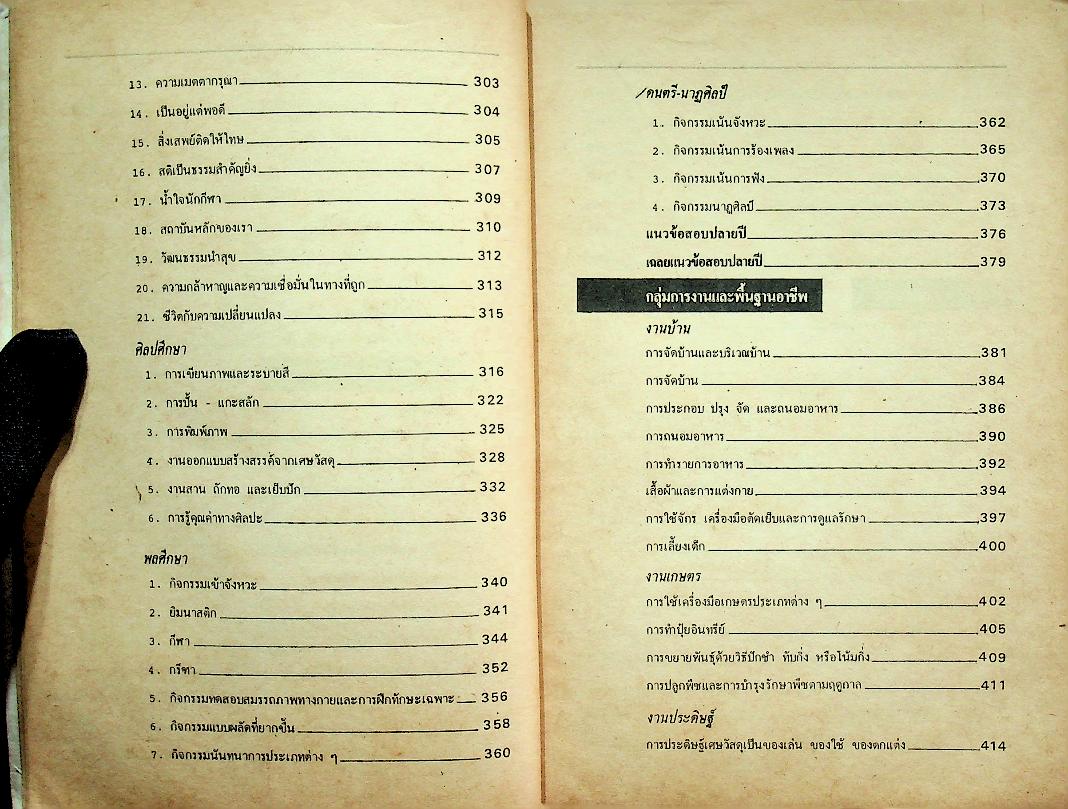 13. ความเมตตากรุณา 303
14. เป็นอยู่แต่พอดี 304
15. สิ่งเสพย์ติดให้โทษ 305
16. สติเป็นธรรมสำคัญยิ่ง 307
17. น้ำใจนักกีฬา 309
18. สถาบันหลักของเรา 310
19. วัฒนธรรมนำสุข 312
20. ความกล้าหาญและความเชื่อมั่นในทางที่ถูก 313
21. ชีวิตกับความเปลี่ยนแปลง 315
ศิลปศึกษา
1. การเขียนภาพและระบายสี 316
2. การปั้น - แกะสลัก 322
3. การพิมพ์ภาพ 325
4. งานออกแบบสร้างสรรค์จากเศษวัสดุ 328
5. งานสาน ถักทอ และเย็บปัก 332
6. การรู้คุณค่าทางศิลปะ 336
พลศึกษา
1. กิจกรรมเข้าจังหวะ 340
2. ยิมนาสติก 341
3. กีฬา 344
4. กรีฑา 352
5. กิจกรรมทดสอบสมรรถภาพทางกายและการฝึกทักษะเฉพาะ 356
6. กิจกรรมแบบผลัดที่ยากขึ้น 358
7. กิจกรรมนันทนาการประเภทต่าง ๆ 360
ดนตรี-นาฏศิลป์
1. กิจกรรมเน้นจังหวะ 362
2. กิจกรรมเน้นการร้องเพลง 365
3. กิจกรรมเน้นการฟัง 370
4. กิจกรรมนาฏศิลป์ 373
แนวข้อสอบปลายปี 376
เฉลยแนวข้อสอบปลายปี 379
กลุ่มการงานและพื้นฐานอาชีพ
งานบ้าน
การจัดบ้านและบริเวณบ้าน 381
การจัดบ้าน 384
การประกอบ ปรุง จัด และถนอมอาหาร 386
การถนอมอาหาร 390
การทำรายการอาหาร 392
เสื้อผ้าและการแต่งกาย 394
การใช้จักร เครื่องมือตัดเย็บและการดูแลรักษา 397
การเลี้ยงเด็ก 400
งานเกษตร
การใช้เครื่องมือเกษตรประเภทต่าง ๆ 402
การทำปุ๋ยอินทรีย์ 405
การขยายพันธุ์ด้วยวิธีปักชำ ทับกิ่ง หรือโน้มกิ่ง 409
การปลูกพืชและการบำรุงรักษาพืชตามฤดูกาล 411
งานประดิษฐ์
การประดิษฐ์เศษวัสดุเป็นของเล่น ของใช้ ของตกแต่ง 414